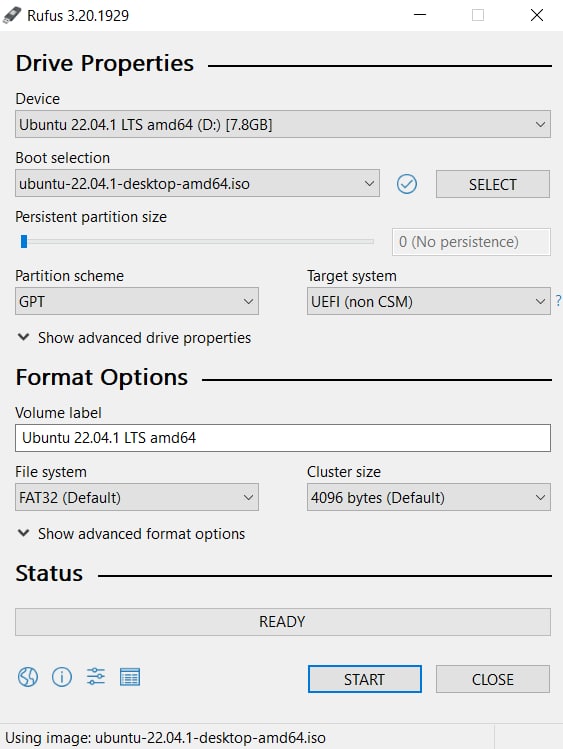 Rufus 3.20.1929
Drive Properties
Device
Ubuntu 22.04.1 LTS amd64 (D:) [7.8GB]
Boot selection
ubuntu-22.04.1-desktop-amd64.iso
SELECT
Persistent partition size
0 (No persistence)
Partition scheme
Target system
GPT
UEFI (non CSM)
?
Show advanced drive properties
Format Options
Volume label
Ubuntu 22.04.1 LTS amd64
File system
Cluster size
FAT32 (Default)
4096 bytes (Default)
Show advanced format options
Status
READY
START
CLOSE
Using image: ubuntu-22.04.1-desktop-amd64.iso